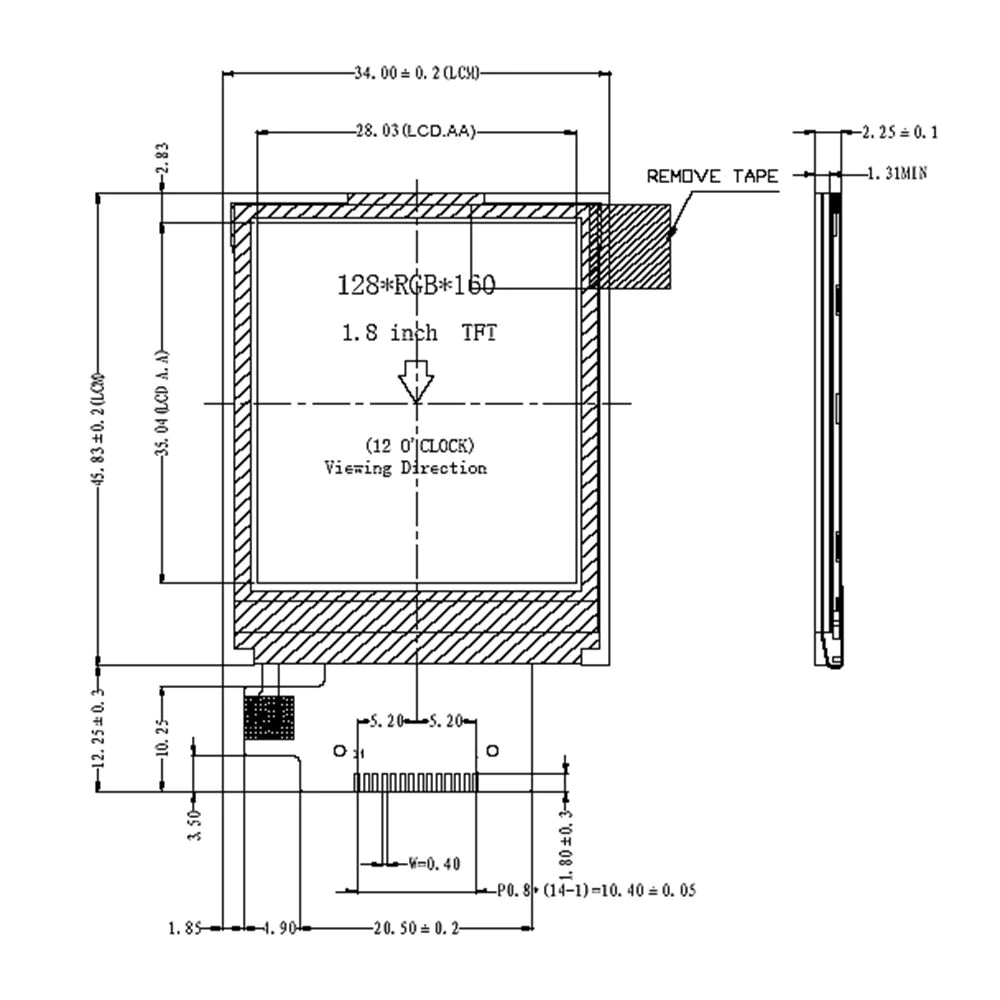 34.00±0.2(LCM)
28.03(LCD.AA)
2.25±0.1
2.83
REMOVE TAPE
1.31MIN
128*RGB*160
1.8 inch TFT
45.83±0.2(LCM)
35.04(LCD A.A)
(12 O'CLOCK)
Viewing Direction
12.25±0.3
10.25
5.20
5.20
3.50
1.80±0.3
W=0.40
P0.8*(14-1)=10.40±0.05
1.85
4.90
20.50±0.2